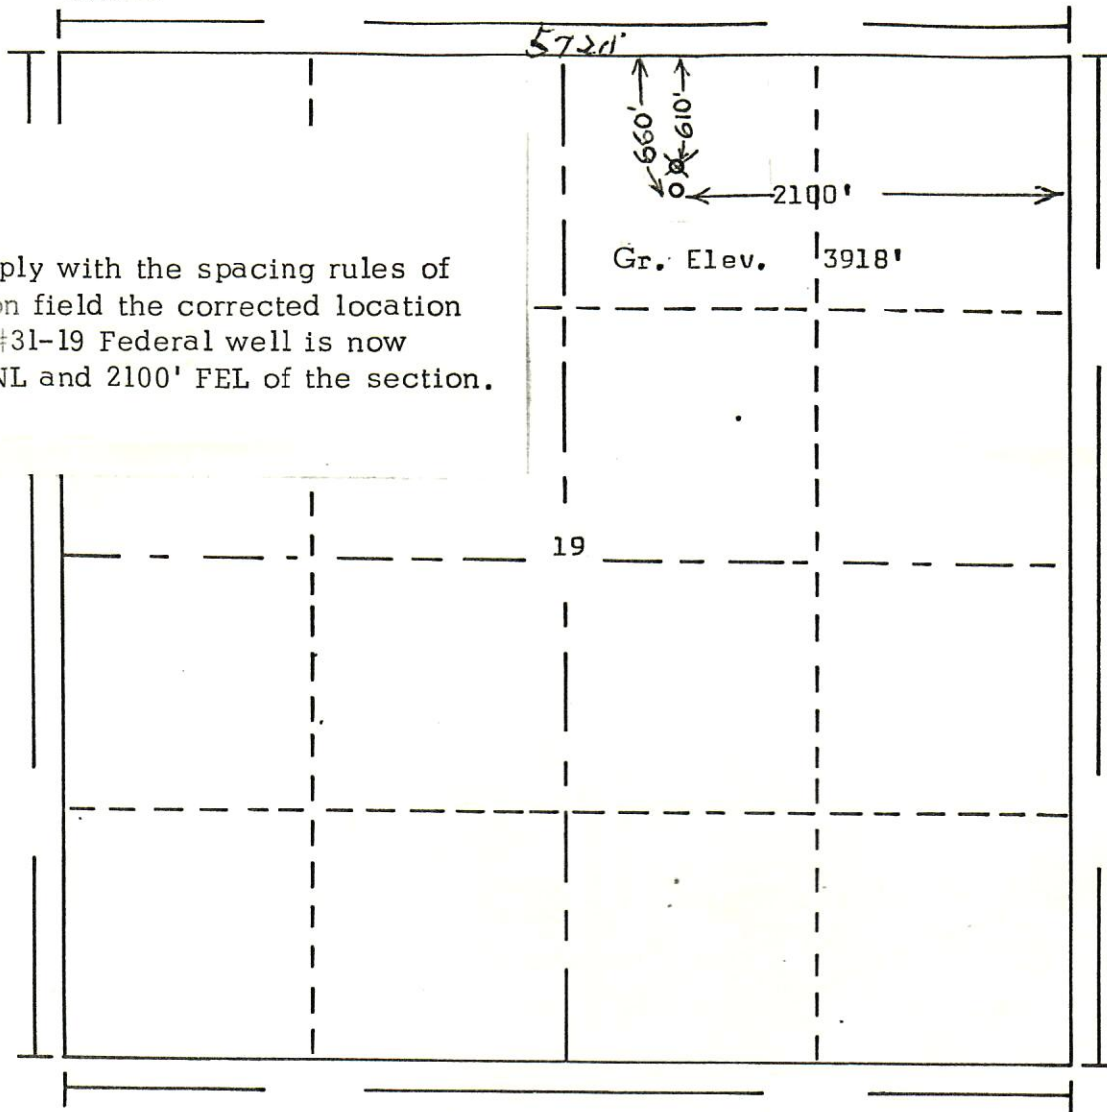 660'
610'
2100'
Gr. Elev. 3918'
ply with the spacing rules of
on field the corrected location
#31-19 Federal well is now
NL and 2100' FEL of the section.
19